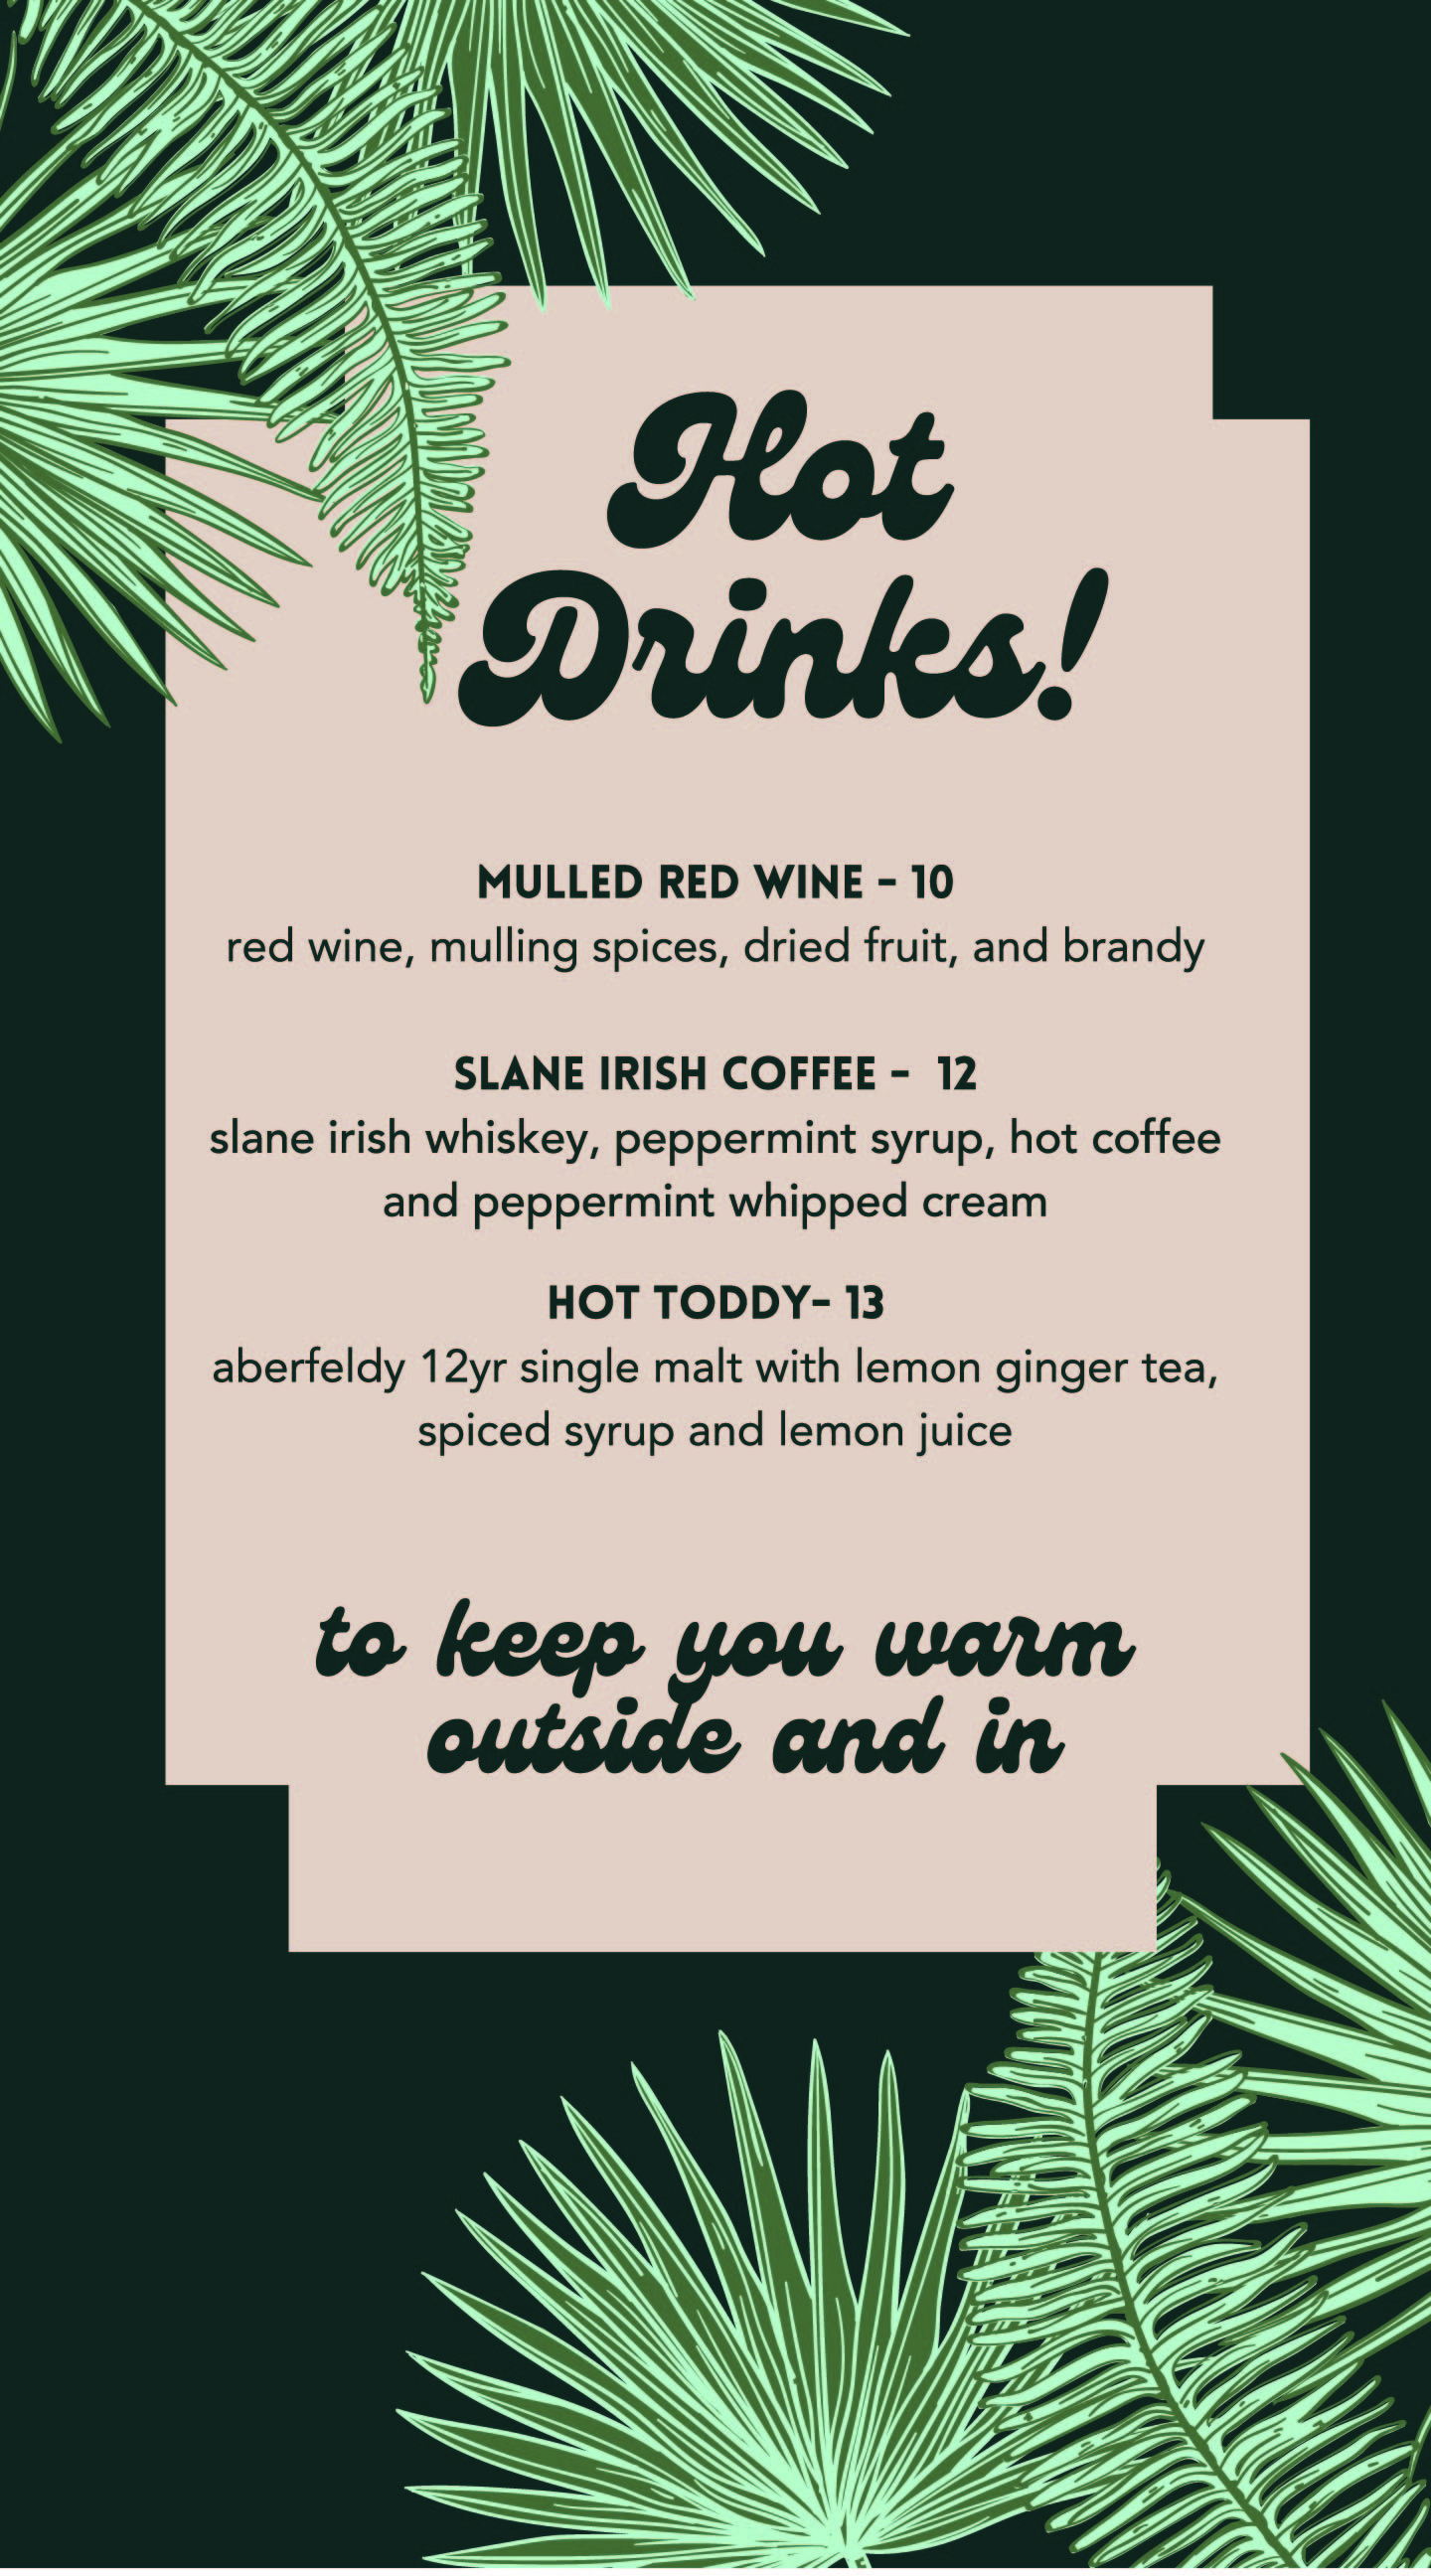 Hot
Drinks!
MULLED RED WINE - 10
red wine, mulling spices, dried fruit, and brandy
SLANE IRISH COFFEE - 12
slane irish whiskey, peppermint syrup, hot coffee
and peppermint whipped cream
HOT TODDY- 13
aberfeldy 12yr single malt with lemon ginger tea,
spiced syrup and lemon juice
to keep you warm
outside and in